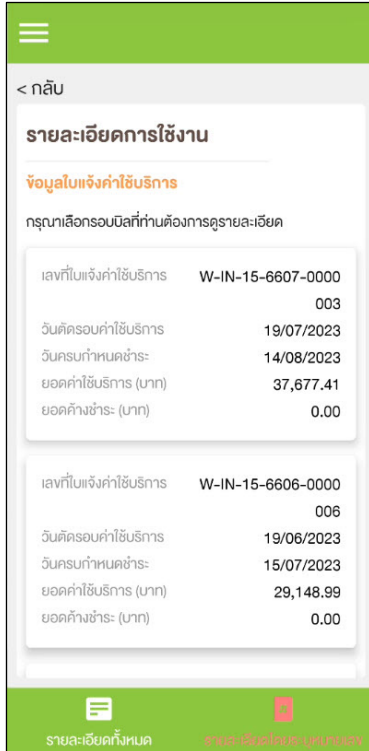 < กลับ
รายละเอียดการใช้งาน
ข้อมูลใบแจ้งค่าใช้บริการ
กรุณาเลือกรอบบิลที่ท่านต้องการดูรายละเอียด
เลขที่ใบแจ้งค่าใช้บริการ W-IN-15-6607-0000
003
วันตัดรอบค่าใช้บริการ 19/07/2023
วันครบกำหนดชำระ 14/08/2023
ยอดค่าใช้บริการ (บาท) 37,677.41
ยอดค้างชำระ (บาท) 0.00
เลขที่ใบแจ้งค่าใช้บริการ W-IN-15-6606-0000
006
วันตัดรอบค่าใช้บริการ 19/06/2023
วันครบกำหนดชำระ 15/07/2023
ยอดค่าใช้บริการ (บาท) 29,148.99
ยอดค้างชำระ (บาท) 0.00
รายละเอียดทั้งหมด